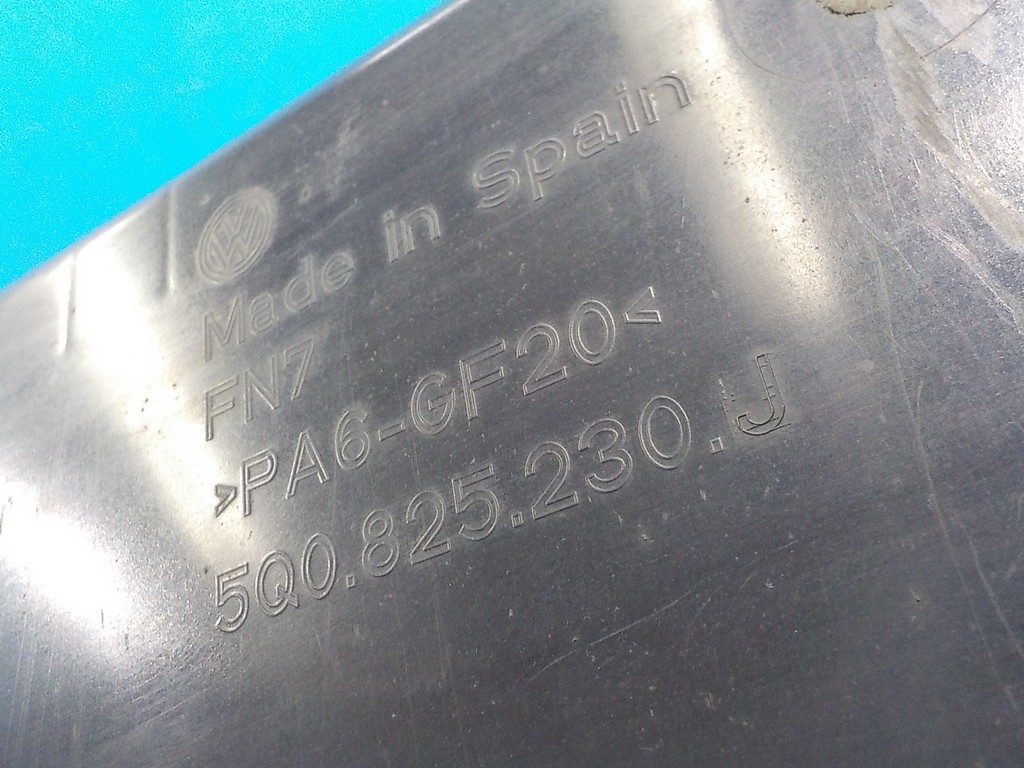 Made in Spain
FN7
>PA6-GF20<
5Q0.825.230.J